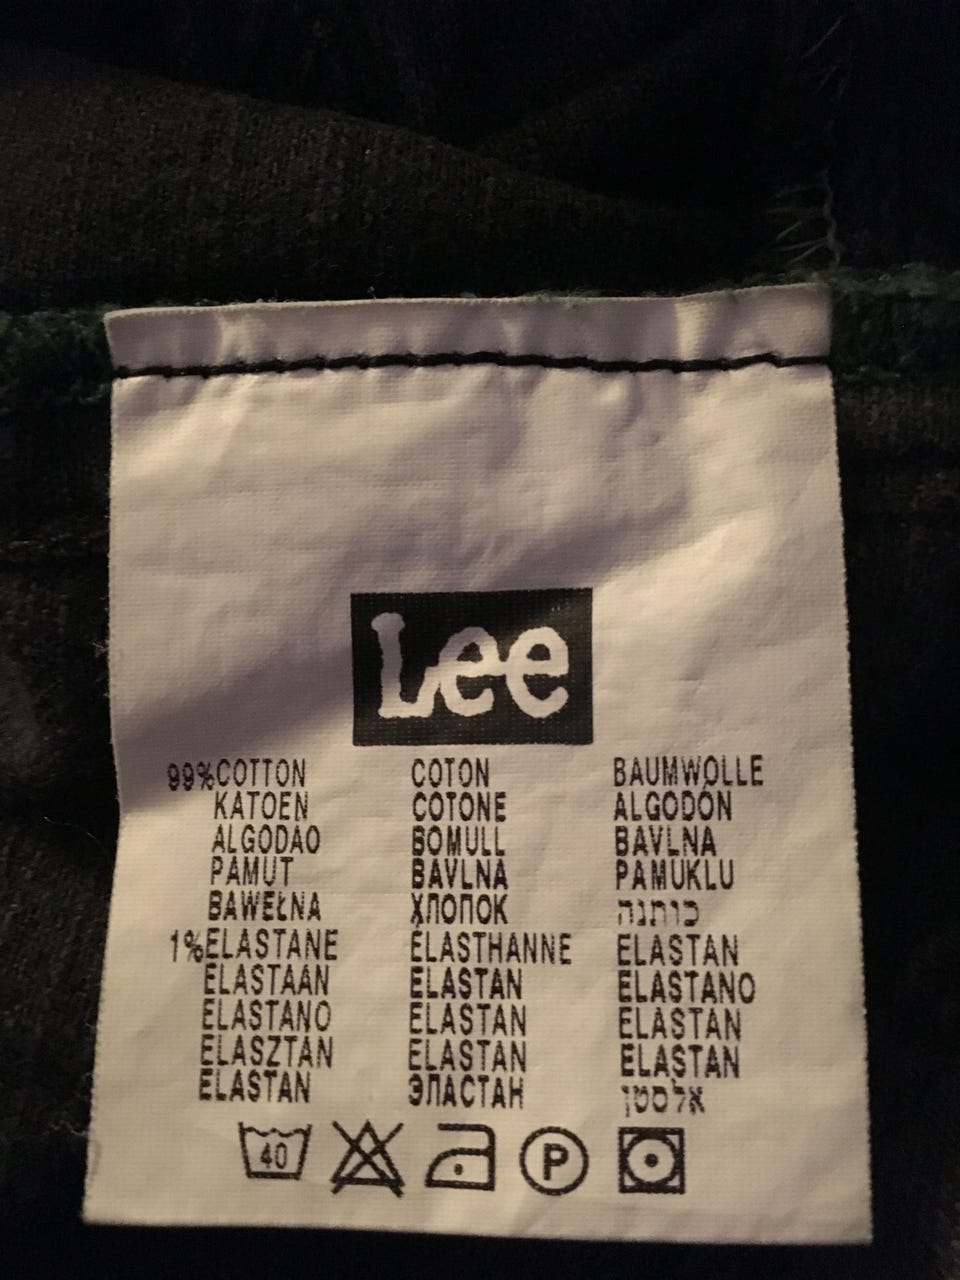 Lee
99% COTTON COTON BAUMWOLLE
KATOEN COTONE ALGODÓN
ALGODAO BOMULL BAVLNA
PAMUT BAVLNA PAMUKLU
BAWEŁNA ХЛОПОК כותנה
1% ELASTANE ÉLASTHANNE ELASTAN
ELASTAAN ELASTAN ELASTANO
ELASTANO ELASTAN ELASTAN
ELASZTAN ELASTAN ELASTAN
ELASTAN ЭЛАСТАН אלסטן
40 P